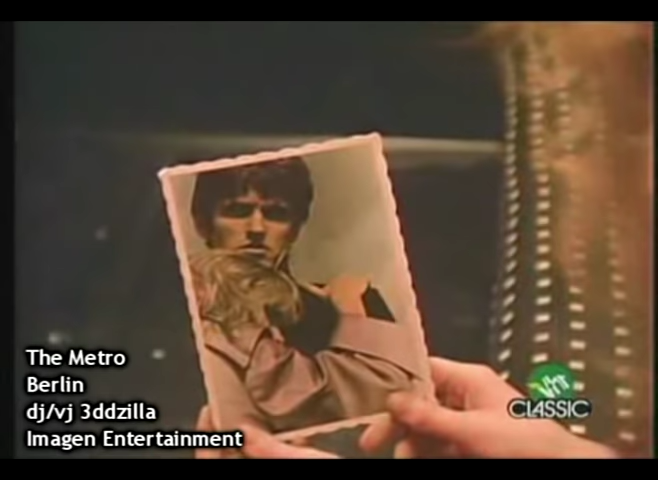 The Metro
Berlin
dj/vj 3ddzilla
Imagen Entertainment
VH1
CLASSIC